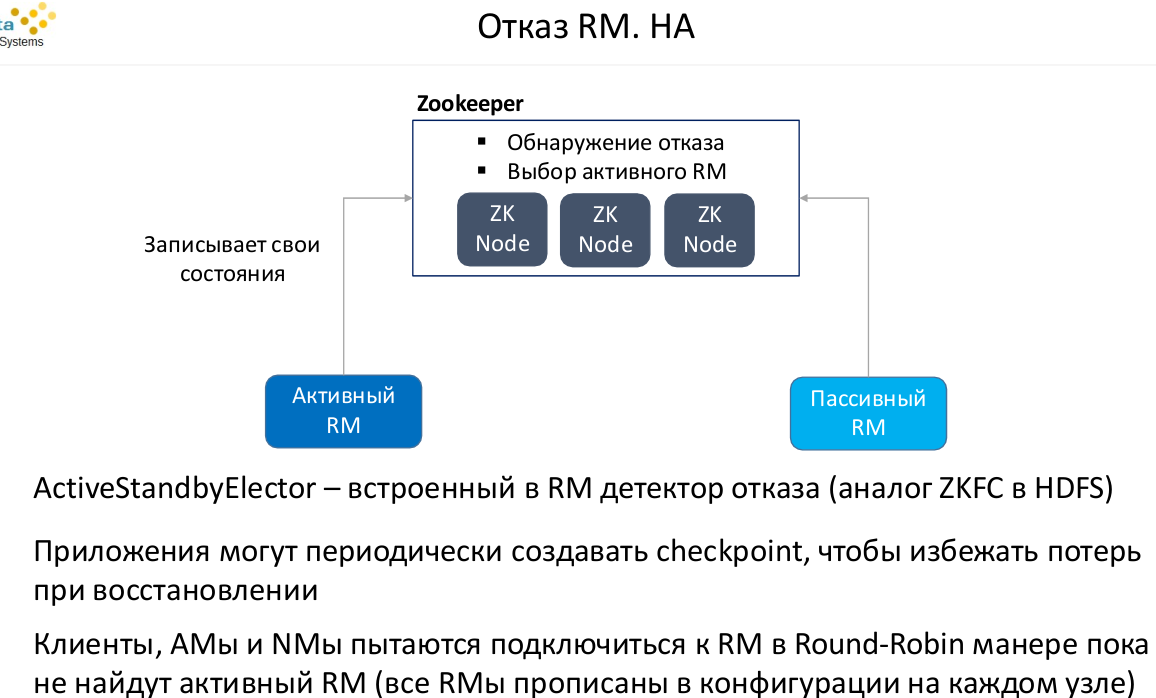 Отказ RM. HA
ta
Systems
Zookeeper
▪ Обнаружение отказа
▪ Выбор активного RM
ZK
Node
ZK
Node
ZK
Node
Записывает свои
состояния
Активный
RM
Пассивный
RM
ActiveStandbyElector – встроенный в RM детектор отказа (аналог ZKFC в HDFS)
Приложения могут периодически создавать checkpoint, чтобы избежать потерь
при восстановлении
Клиенты, AMы и NMы пытаются подключиться к RM в Round-Robin манере пока
не найдут активный RM (все RMы прописаны в конфигурации на каждом узле)